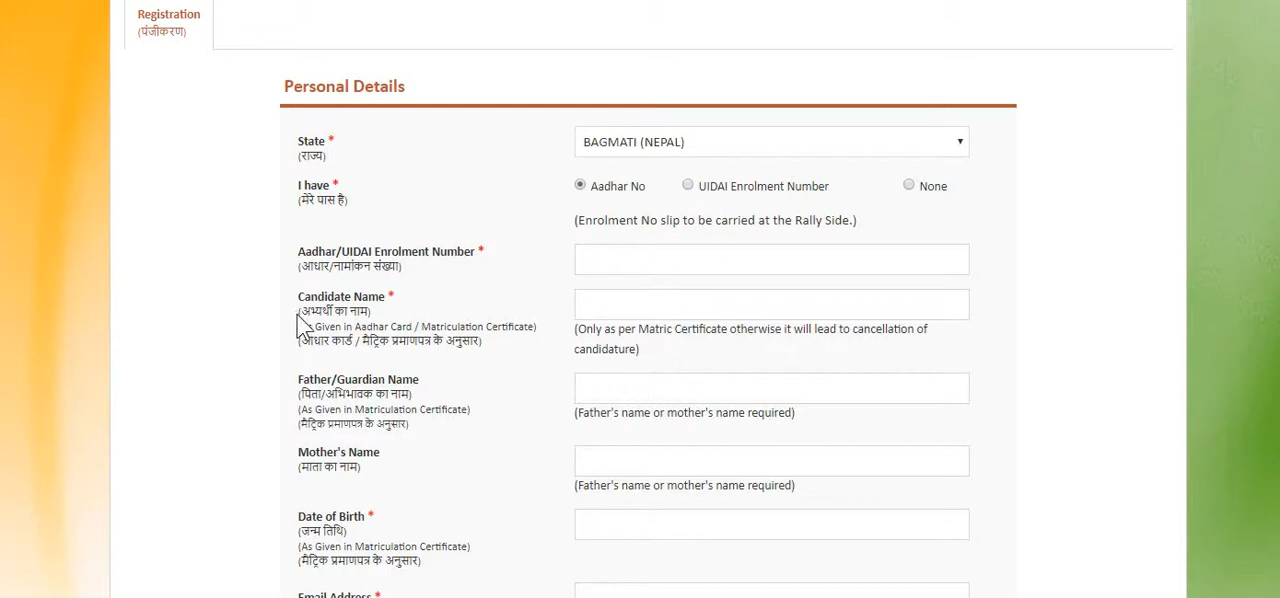 Registration
(पंजीकरण)
Personal Details
State *
(राज्य)
BAGMATI (NEPAL)
I have *
(मेरे पास है)
Aadhar No
UIDAI Enrolment Number
None
(Enrolment No slip to be carried at the Rally Side.)
Aadhar/UIDAI Enrolment Number *
(आधार/नामांकन संख्या)
Candidate Name *
(अभ्यर्थी का नाम)
Given in Aadhar Card / Matriculation Certificate)
(आधार कार्ड / मैट्रिक प्रमाणपत्र के अनुसार)
(Only as per Matric Certificate otherwise it will lead to cancellation of
candidature)
Father/Guardian Name
(पिता/अभिभावक का नाम)
(As Given in Matriculation Certificate)
(मैट्रिक प्रमाणपत्र के अनुसार)
(Father's name or mother's name required)
Mother's Name
(माता का नाम)
(Father's name or mother's name required)
Date of Birth *
(जन्म तिथि)
(As Given in Matriculation Certificate)
(मैट्रिक प्रमाणपत्र के अनुसार)
Email Address *